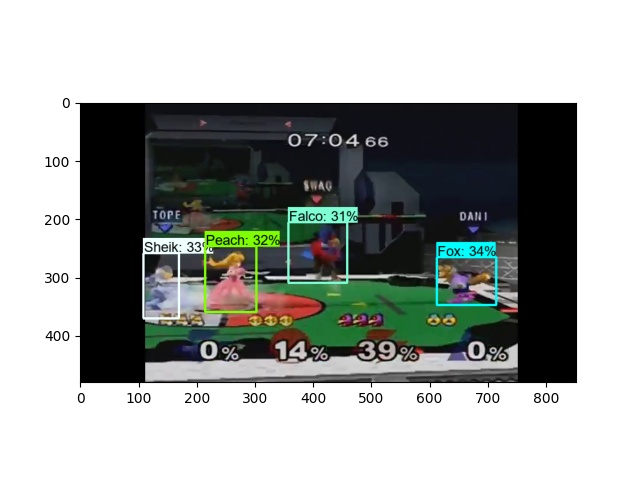 0
100
200
300
400
07:04 66
SWAG
TOPE
DANI
Falco: 31%
Peach: 32%
Sheik: 33%
Fox: 34%
0% 14% 39% 0%
0 100 200 300 400 500 600 700 800